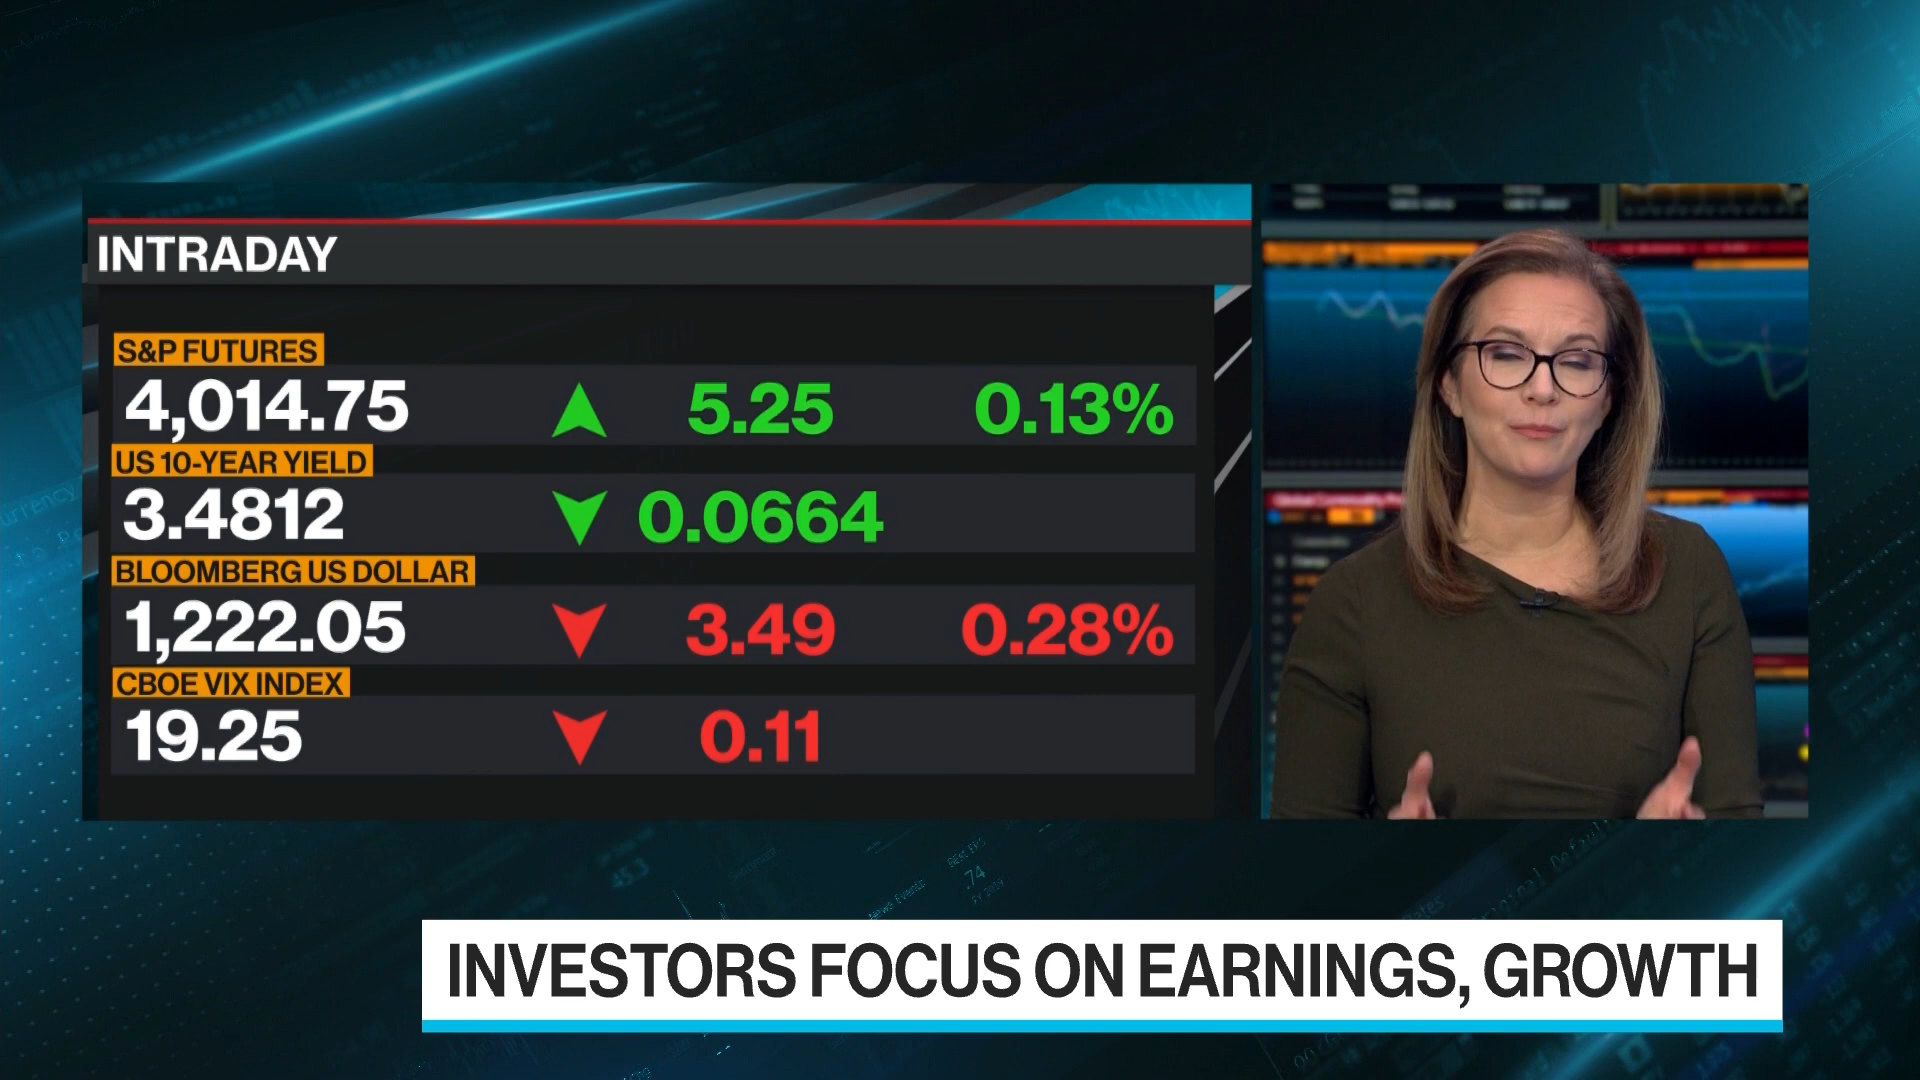 INTRADAY
S&P FUTURES
4,014.75 5.25 0.13%
US 10-YEAR YIELD
3.4812 0.0664
BLOOMBERG US DOLLAR
1,222.05 3.49 0.28%
CBOE VIX INDEX
19.25 0.11
INVESTORS FOCUS ON EARNINGS, GROWTH